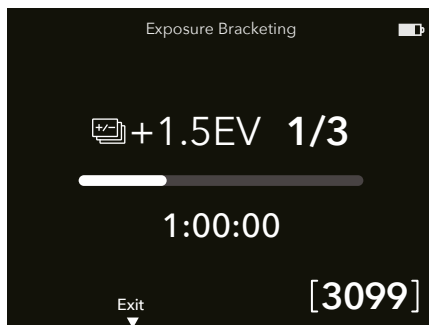 Exposure Bracketing
+/− +1.5EV 1/3
1:00:00
[3099]
Exit